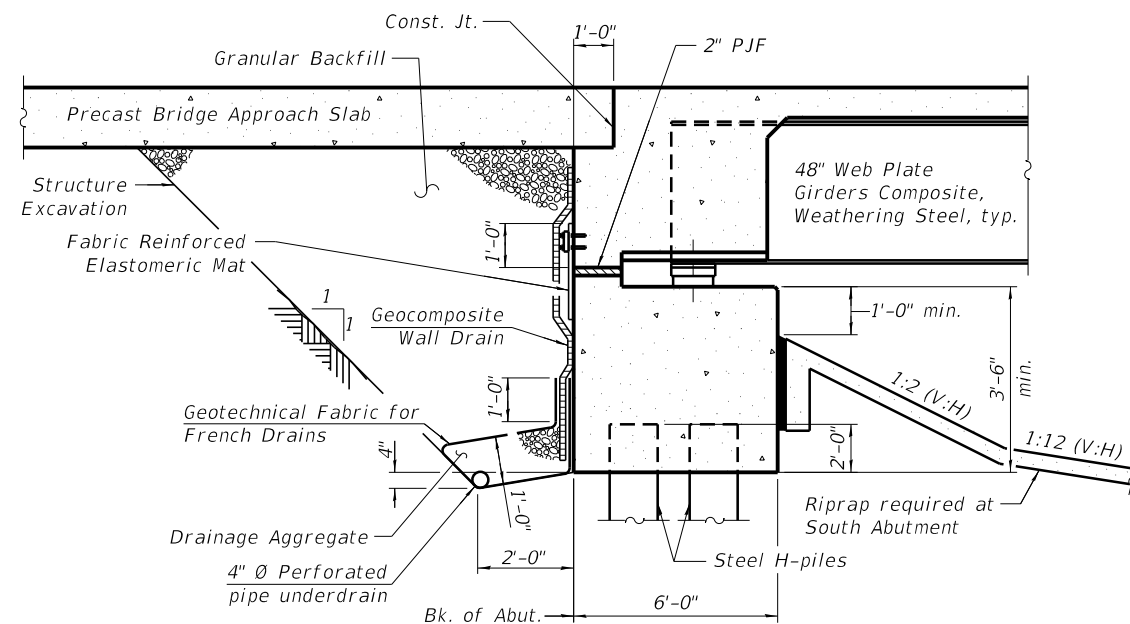 Const. Jt.
1'-0"
2" PJF
Granular Backfill
Precast Bridge Approach Slab
Structure
Excavation
48" Web Plate
Girders Composite,
Weathering Steel, typ.
Fabric Reinforced
Elastomeric Mat
1'-0"
1
1
Geocomposite
Wall Drain
1'-0" min.
3'-6"
min.
1:2 (V:H)
1'-0"
Geotechnical Fabric for
French Drains
4"
2'-0"
1:12 (V:H)
1'-0"
Riprap required at
South Abutment
Drainage Aggregate
2'-0"
Steel H-piles
4" Ø Perforated
pipe underdrain
6'-0"
Bk. of Abut.